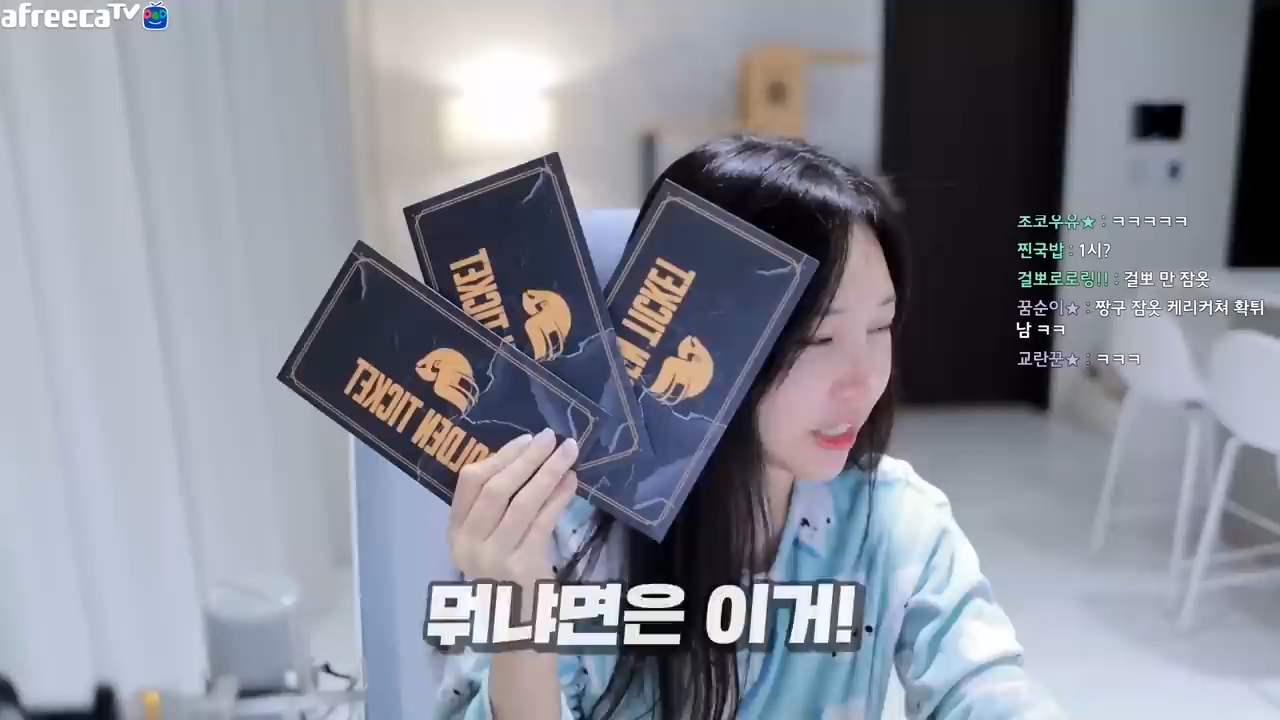 afreecaTV
GOLDEN TICKET
조코우유★ : ㅋㅋㅋㅋㅋ
찐국밥 : 1시?
걸뽀로로링!! : 걸뽀 만 잠옷
꿈순이★ : 짱구 잠옷 케리커쳐 확튀
남 ㅋㅋ
교란꾼★ : ㅋㅋㅋ
TICKET
TICKET
뭐냐면은 이거!